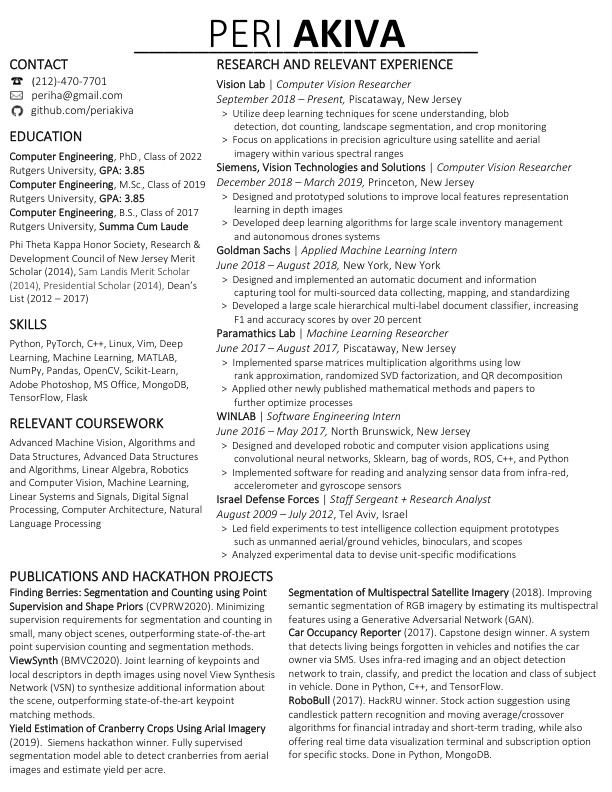 PERI AKIVA
CONTACT
(212)-470-7701
periha@gmail.com
github.com/periakiva
EDUCATION
Computer Engineering, PhD, Class of 2022
Rutgers University, GPA: 3.85
Computer Engineering, M.Sc., Class of 2019
Rutgers University, GPA: 3.85
Computer Engineering, B.S., Class of 2017
Rutgers University, Summa Cum Laude
Phi Theta Kappa Honor Society, Research &
Development Council of New Jersey Merit
Scholar (2014), Sam Landis Merit Scholar
(2014), Presidential Scholar (2014), Dean's
List (2012 – 2017)
SKILLS
Python, PyTorch, C++, Linux, Vim, Deep
Learning, Machine Learning, MATLAB,
NumPy, Pandas, OpenCV, Scikit-Learn,
Adobe Photoshop, MS Office, MongoDB,
TensorFlow, Flask
RELEVANT COURSEWORK
Advanced Machine Vision, Algorithms and
Data Structures, Advanced Data Structures
and Algorithms, Linear Algebra, Robotics
and Computer Vision, Machine Learning,
Linear Systems and Signals, Digital Signal
Processing, Computer Architecture, Natural
Language Processing
RESEARCH AND RELEVANT EXPERIENCE
Vision Lab | Computer Vision Researcher
September 2018 – Present, Piscataway, New Jersey
> Utilize deep learning techniques for scene understanding, blob
detection, dot counting, landscape segmentation, and crop monitoring
> Focus on applications in precision agriculture using satellite and aerial
imagery within various spectral ranges
Siemens, Vision Technologies and Solutions | Computer Vision Researcher
December 2018 – March 2019, Princeton, New Jersey
> Designed and prototyped solutions to improve local features representation
learning in depth images
> Developed deep learning algorithms for large scale inventory management
and autonomous drones systems
Goldman Sachs | Applied Machine Learning Intern
June 2018 – August 2018, New York, New York
> Designed and implemented an automatic document and information
capturing tool for multi-sourced data collecting, mapping, and standardizing
> Developed a large scale hierarchical multi-label document classifier, increasing
F1 and accuracy scores by over 20 percent
Paramathics Lab | Machine Learning Researcher
June 2017 – August 2017, Piscataway, New Jersey
> Implemented sparse matrices multiplication algorithms using low
rank approximation, randomized SVD factorization, and QR decomposition
> Applied other newly published mathematical methods and papers to
further optimize processes
WINLAB | Software Engineering Intern
June 2016 – May 2017, North Brunswick, New Jersey
> Designed and developed robotic and computer vision applications using
convolutional neural networks, Sklearn, bag of words, ROS, C++, and Python
> Implemented software for reading and analyzing sensor data from infra-red,
accelerometer and gyroscope sensors
Israel Defense Forces | Staff Sergeant + Research Analyst
August 2009 – July 2012, Tel Aviv, Israel
> Led field experiments to test intelligence collection equipment prototypes
such as unmanned aerial/ground vehicles, binoculars, and scopes
> Analyzed experimental data to devise unit-specific modifications
PUBLICATIONS AND HACKATHON PROJECTS
Finding Berries: Segmentation and Counting using Point
Supervision and Shape Priors (CVPRW2020). Minimizing
supervision requirements for segmentation and counting in
small, many object scenes, outperforming state-of-the-art
point supervision counting and segmentation methods.
ViewSynth (BMVC2020). Joint learning of keypoints and
local descriptors in depth images using novel View Synthesis
Network (VSN) to synthesize additional information about
the scene, outperforming state-of-the-art keypoint
matching methods.
Yield Estimation of Cranberry Crops Using Arial Imagery
(2019). Siemens hackathon winner. Fully supervised
segmentation model able to detect cranberries from aerial
images and estimate yield per acre.
Segmentation of Multispectral Satellite Imagery (2018). Improving
semantic segmentation of RGB imagery by estimating its multispectral
features using a Generative Adversarial Network (GAN).
Car Occupancy Reporter (2017). Capstone design winner. A system
that detects living beings forgotten in vehicles and notifies the car
owner via SMS. Uses infra-red imaging and an object detection
network to train, classify, and predict the location and class of subject
in vehicle. Done in Python, C++, and TensorFlow.
RoboBull (2017). HackRU winner. Stock action suggestion using
candlestick pattern recognition and moving average/crossover
algorithms for financial intraday and short-term trading, while also
offering real time data visualization terminal and subscription option
for specific stocks. Done in Python, MongoDB.